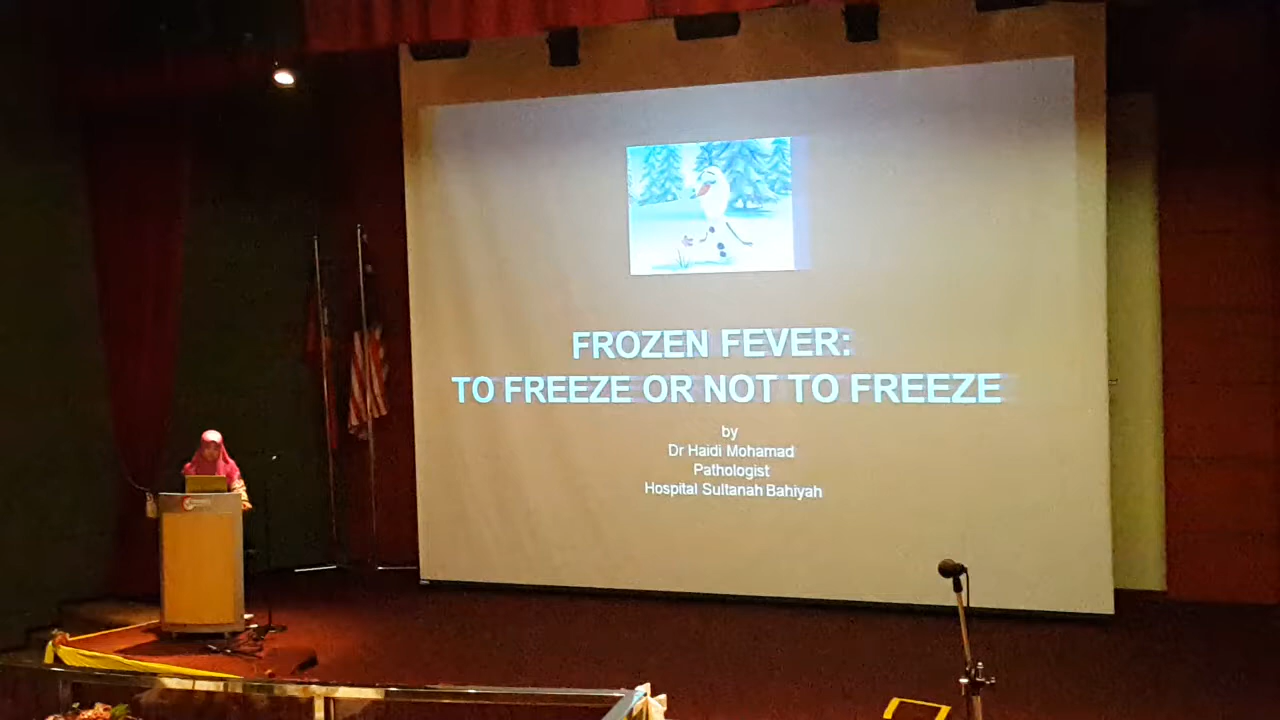 FROZEN FEVER:
TO FREEZE OR NOT TO FREEZE
by
Dr Haidi Mohamad
Pathologist
Hospital Sultanah Bahiyah